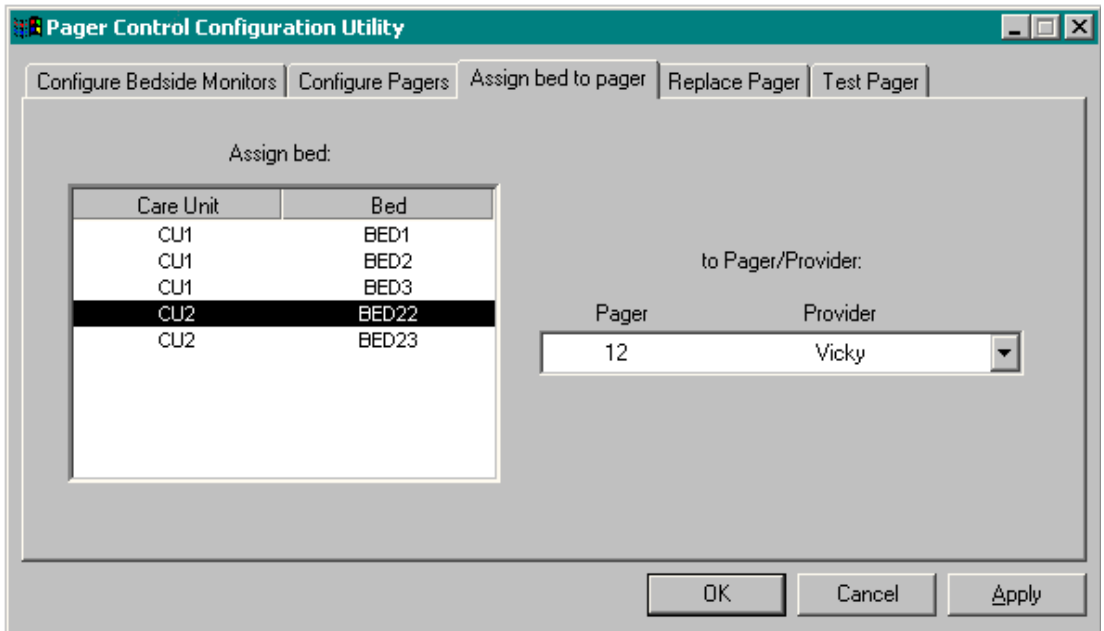 Pager Control Configuration Utility
Configure Bedside Monitors Configure Pagers Assign bed to pager Replace Pager Test Pager
Assign bed:
Care Unit Bed
CU1 BED1
CU1 BED2
CU1 BED3
CU2 BED22
CU2 BED23
to Pager/Provider:
Pager Provider
12 Vicky
OK Cancel Apply